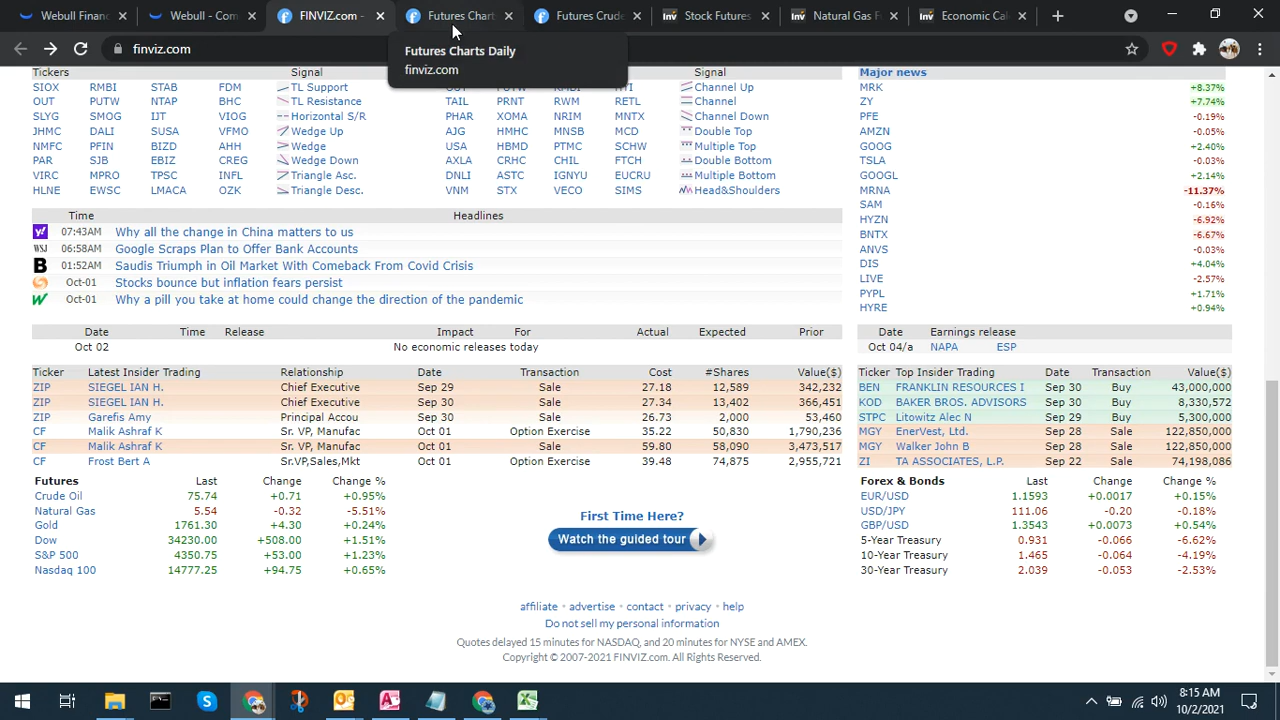 Webull Financ
Webull - Com
FINVIZ.com -
Futures Chart
Futures Crude
Stock Futures
Natural Gas F
Economic Cal
finviz.com
Futures Charts Daily
finviz.com
Tickers Signal Signal Major news
SIOX RMBI STAB FDM TL Support Channel Up MRK +8.37%
OUT PUTW NTAP BHC TL Resistance TAIL PRNT RWM RETL Channel ZY +7.74%
SLYG SMOG IJT VIOG Horizontal S/R PHAR XOMA NRIM MNTX Channel Down PFE -0.19%
JHMC DALI SUSA VFMO Wedge Up AJG HMHC MNSB MCD Double Top AMZN -0.05%
NMFC PFIN BIZD AHH Wedge USA HBMD PTMC SCHW Multiple Top GOOG +2.40%
PAR SJB EBIZ CREG Wedge Down AXLA CRHC CHIL FTCH Double Bottom TSLA -0.03%
VIRC MPRO TPSC INFL Triangle Asc. DNLI ASTC IGNYU EUCRU Multiple Bottom GOOGL +2.14%
HLNE EWSC LMACA OZK Triangle Desc. VNM STX VECO SIMS Head&Shoulders MRNA -11.37%
SAM -0.16%
HYZN -6.92%
BNTX -6.67%
ANVS -0.03%
DIS +4.04%
LIVE -2.57%
PYPL +1.71%
HYRE +0.94%
Time Headlines
07:43AM Why all the change in China matters to us
WSJ 06:58AM Google Scraps Plan to Offer Bank Accounts
B 01:52AM Saudis Triumph in Oil Market With Comeback From Covid Crisis
Oct-01 Stocks bounce but inflation fears persist
Oct-01 Why a pill you take at home could change the direction of the pandemic
Date Time Release Impact For Actual Expected Prior
Oct 02 No economic releases today
Date Earnings release
Oct 04/a NAPA ESP
Ticker Latest Insider Trading Relationship Date Transaction Cost #Shares Value($)
ZIP SIEGEL IAN H. Chief Executive Sep 29 Sale 27.18 12,589 342,232
ZIP SIEGEL IAN H. Chief Executive Sep 30 Sale 27.34 13,402 366,451
ZIP Garefis Amy Principal Accou Sep 30 Sale 26.73 2,000 53,460
CF Malik Ashraf K Sr. VP, Manufac Oct 01 Option Exercise 35.22 50,830 1,790,236
CF Malik Ashraf K Sr. VP, Manufac Oct 01 Sale 59.80 58,090 3,473,517
CF Frost Bert A Sr.VP,Sales,Mkt Oct 01 Option Exercise 39.48 74,875 2,955,721
Ticker Top Insider Trading Date Transaction Value($)
BEN FRANKLIN RESOURCES I Sep 30 Buy 43,000,000
KOD BAKER BROS. ADVISORS Sep 30 Buy 8,330,572
STPC Litowitz Alec N Sep 29 Buy 5,300,000
MGY EnerVest, Ltd. Sep 28 Sale 122,850,000
MGY Walker John B Sep 28 Sale 122,850,000
ZI TA ASSOCIATES, L.P. Sep 22 Sale 74,198,086
Futures Last Change Change %
Crude Oil 75.74 +0.71 +0.95%
Natural Gas 5.54 -0.32 -5.51%
Gold 1761.30 +4.30 +0.24%
Dow 34230.00 +508.00 +1.51%
S&P 500 4350.75 +53.00 +1.23%
Nasdaq 100 14777.25 +94.75 +0.65%
First Time Here?
Watch the guided tour
Forex & Bonds Last Change Change %
EUR/USD 1.1593 +0.0017 +0.15%
USD/JPY 111.06 -0.20 -0.18%
GBP/USD 1.3543 +0.0073 +0.54%
5-Year Treasury 0.931 -0.066 -6.62%
10-Year Treasury 1.465 -0.064 -4.19%
30-Year Treasury 2.039 -0.053 -2.53%
affiliate • advertise • contact • privacy • help
Do not sell my personal information
Quotes delayed 15 minutes for NASDAQ, and 20 minutes for NYSE and AMEX.
Copyright © 2007-2021 FINVIZ.com. All Rights Reserved.
8:15 AM
10/2/2021